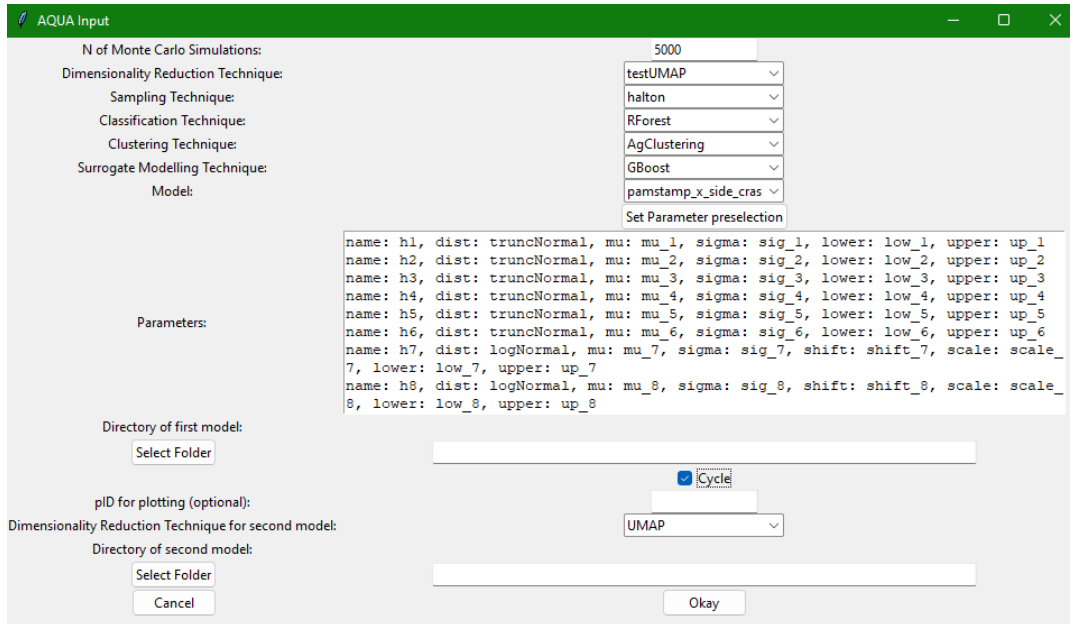 AQUA Input
N of Monte Carlo Simulations: 5000
Dimensionality Reduction Technique: testUMAP
Sampling Technique: halton
Classification Technique: RForest
Clustering Technique: AgClustering
Surrogate Modelling Technique: GBoost
Model: pamstamp_x_side_cras
Set Parameter preselection
Parameters:
name: h1, dist: truncNormal, mu: mu_1, sigma: sig_1, lower: low_1, upper: up_1
name: h2, dist: truncNormal, mu: mu_2, sigma: sig_2, lower: low_2, upper: up_2
name: h3, dist: truncNormal, mu: mu_3, sigma: sig_3, lower: low_3, upper: up_3
name: h4, dist: truncNormal, mu: mu_4, sigma: sig_4, lower: low_4, upper: up_4
name: h5, dist: truncNormal, mu: mu_5, sigma: sig_5, lower: low_5, upper: up_5
name: h6, dist: truncNormal, mu: mu_6, sigma: sig_6, lower: low_6, upper: up_6
name: h7, dist: logNormal, mu: mu_7, sigma: sig_7, shift: shift_7, scale: scale_
7, lower: low_7, upper: up_7
name: h8, dist: logNormal, mu: mu_8, sigma: sig_8, shift: shift_8, scale: scale_
8, lower: low_8, upper: up_8
Directory of first model:
Select Folder
Cycle
pID for plotting (optional):
Dimensionality Reduction Technique for second model: UMAP
Directory of second model:
Select Folder
Cancel Okay